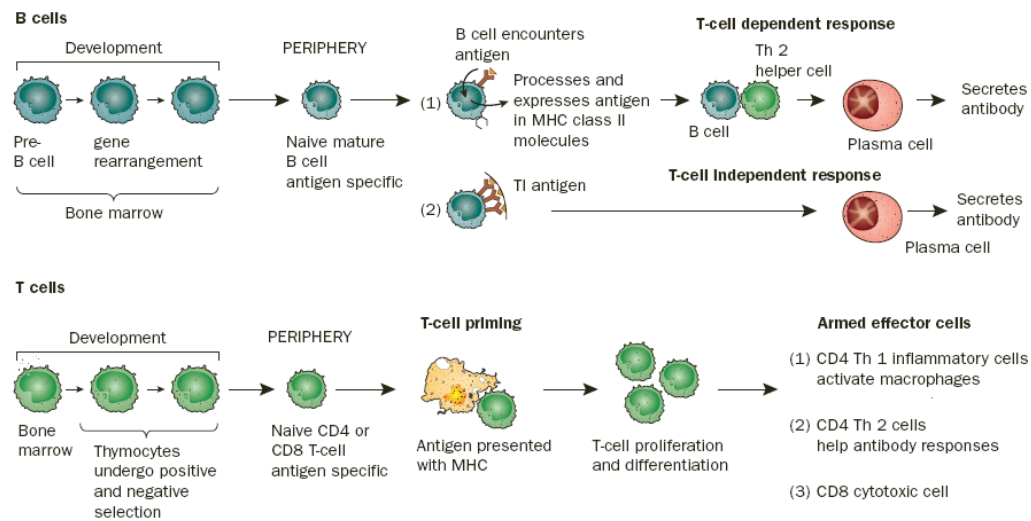 B cells
Development
PERIPHERY
B cell encounters
antigen
T-cell dependent response
Th 2
helper cell
(1)
Processes and
expresses antigen
in MHC class II
molecules
Secretes
antibody
Pre-
B cell
gene
rearrangement
Naive mature
B cell
antigen specific
B cell
Plasma cell
Bone marrow
(2)
TI antigen
T-cell independent response
Secretes
antibody
Plasma cell
T cells
Development
PERIPHERY
T-cell priming
Armed effector cells
(1) CD4 Th 1 inflammatory cells
activate macrophages
Bone
marrow
Thymocytes
undergo positive
and negative
selection
Naive CD4 or
CD8 T-cell
antigen specific
Antigen presented
with MHC
T-cell proliferation
and differentiation
(2) CD4 Th 2 cells
help antibody responses
(3) CD8 cytotoxic cell